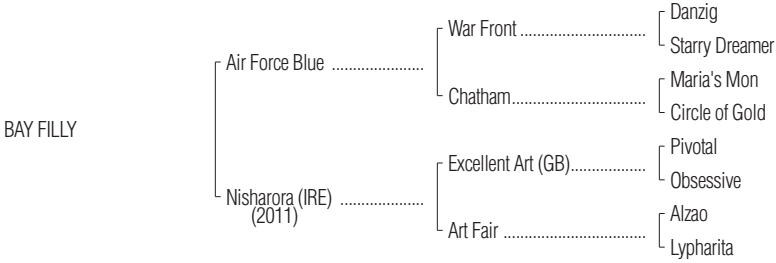 Danzig
War Front ..............................
Starry Dreamer
Air Force Blue ......................
Maria's Mon
Chatham................................
Circle of Gold
BAY FILLY
Pivotal
Excellent Art (GB)..................
Obsessive
Nisharora (IRE) ....................
(2011)
Alzao
Art Fair ..................................
Lypharita